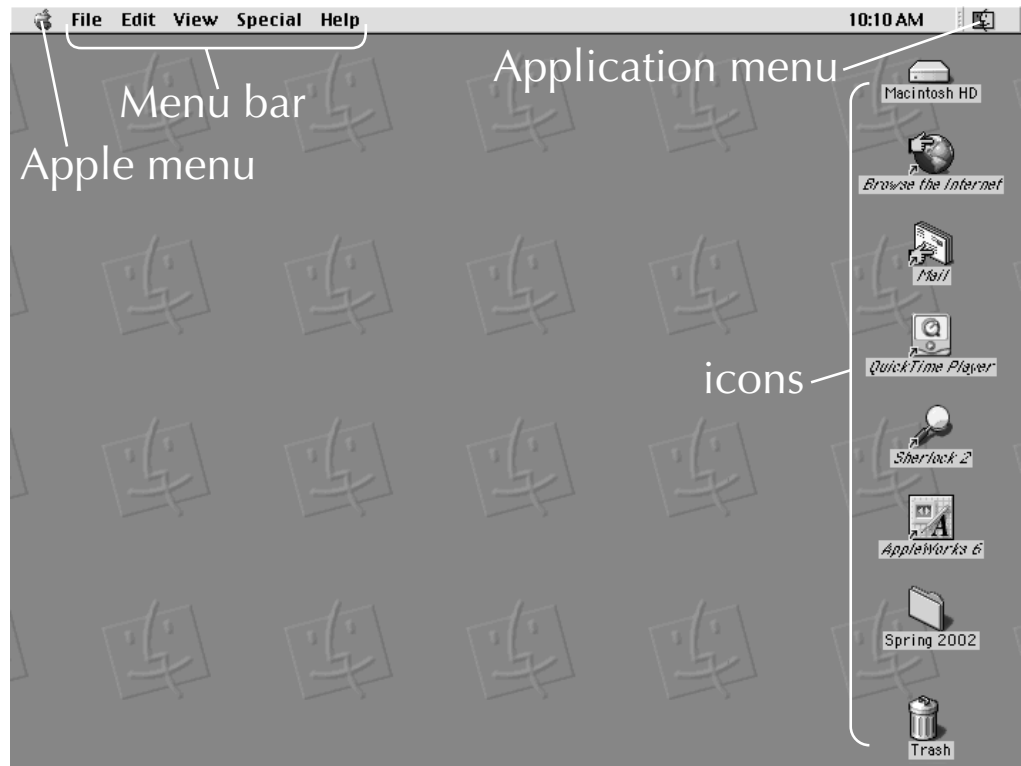 File Edit View Special Help 10:10 AM
Application menu
Menu bar
Apple menu
Macintosh HD
Browse the Internet
Mail
QuickTime Player
icons
Sherlock 2
AppleWorks 6
Spring 2002
Trash